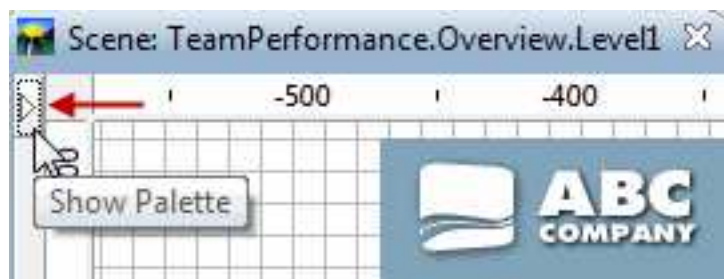 Scene: TeamPerformance.Overview.Level1
-500 -400
Show Palette
ABC
COMPANY